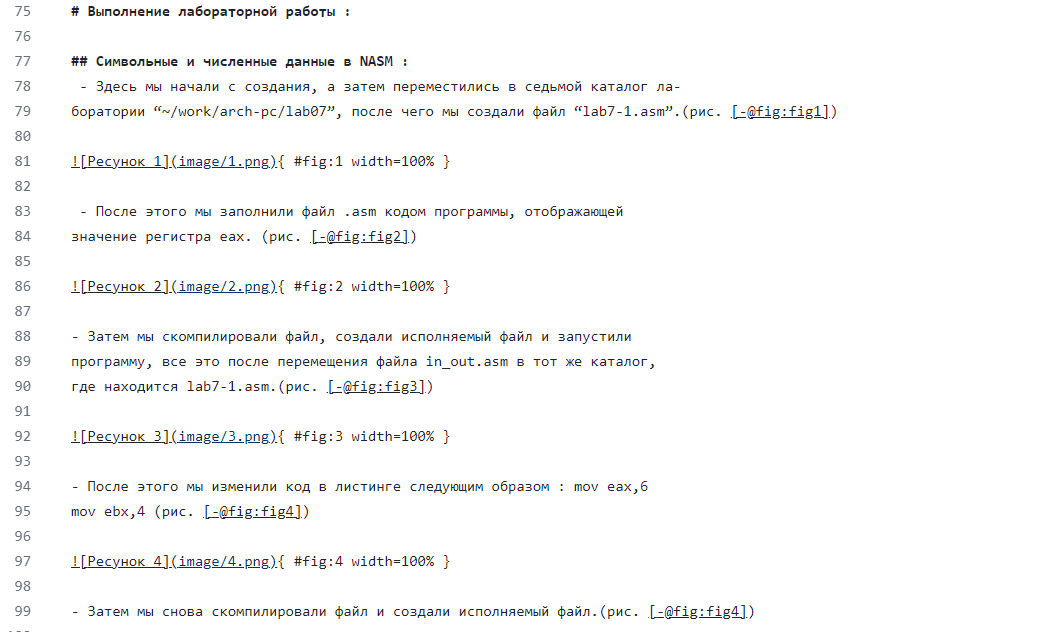 75 # Выполнение лабораторной работы :
76
77 ## Символьные и численные данные в NASM :
78 - Здесь мы начали с создания, а затем переместились в седьмой каталог ла-
79 боратории “~/work/arch-pc/lab07”, после чего мы создали файл “lab7-1.asm”.(рис. [-@fig:fig1])
80
81 ![Ресунок 1](image/1.png){ #fig:1 width=100% }
82
83 - После этого мы заполнили файл .asm кодом программы, отображающей
84 значение регистра eax. (рис. [-@fig:fig2])
85
86 ![Ресунок 2](image/2.png){ #fig:2 width=100% }
87
88 - Затем мы скомпилировали файл, создали исполняемый файл и запустили
89 программу, все это после перемещения файла in_out.asm в тот же каталог,
90 где находится lab7-1.asm.(рис. [-@fig:fig3])
91
92 ![Ресунок 3](image/3.png){ #fig:3 width=100% }
93
94 - После этого мы изменили код в листинге следующим образом : mov eax,6
95 mov ebx,4 (рис. [-@fig:fig4])
96
97 ![Ресунок 4](image/4.png){ #fig:4 width=100% }
98
99 - Затем мы снова скомпилировали файл и создали исполняемый файл.(рис. [-@fig:fig4])